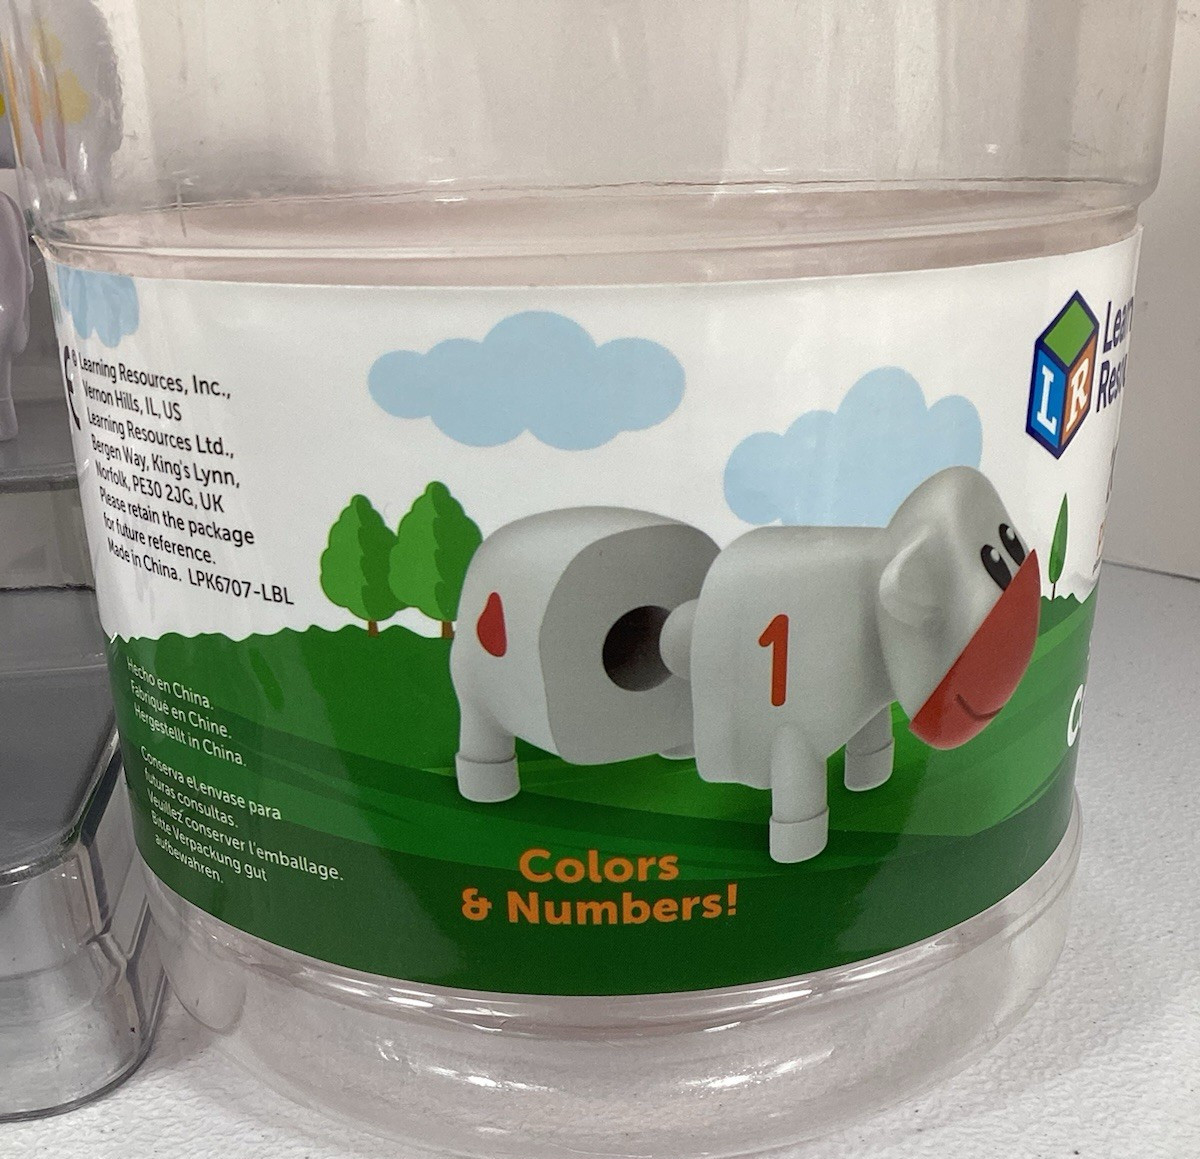 Learning Resources, Inc.,
Vernon Hills, IL, US
Learning Resources Ltd.,
Bergen Way, King's Lynn,
Norfolk, PE30 2JG, UK
Please retain the package
for future reference.
Made in China. LPK6707-LBL
Hecho en China.
Fabriqué en Chine.
Hergestellt in China.
Conserva el envase para
futuras consultas.
Veuillez conserver l'emballage.
Bitte Verpackung gut
aufbewahren.
1
Colors
& Numbers!
LR